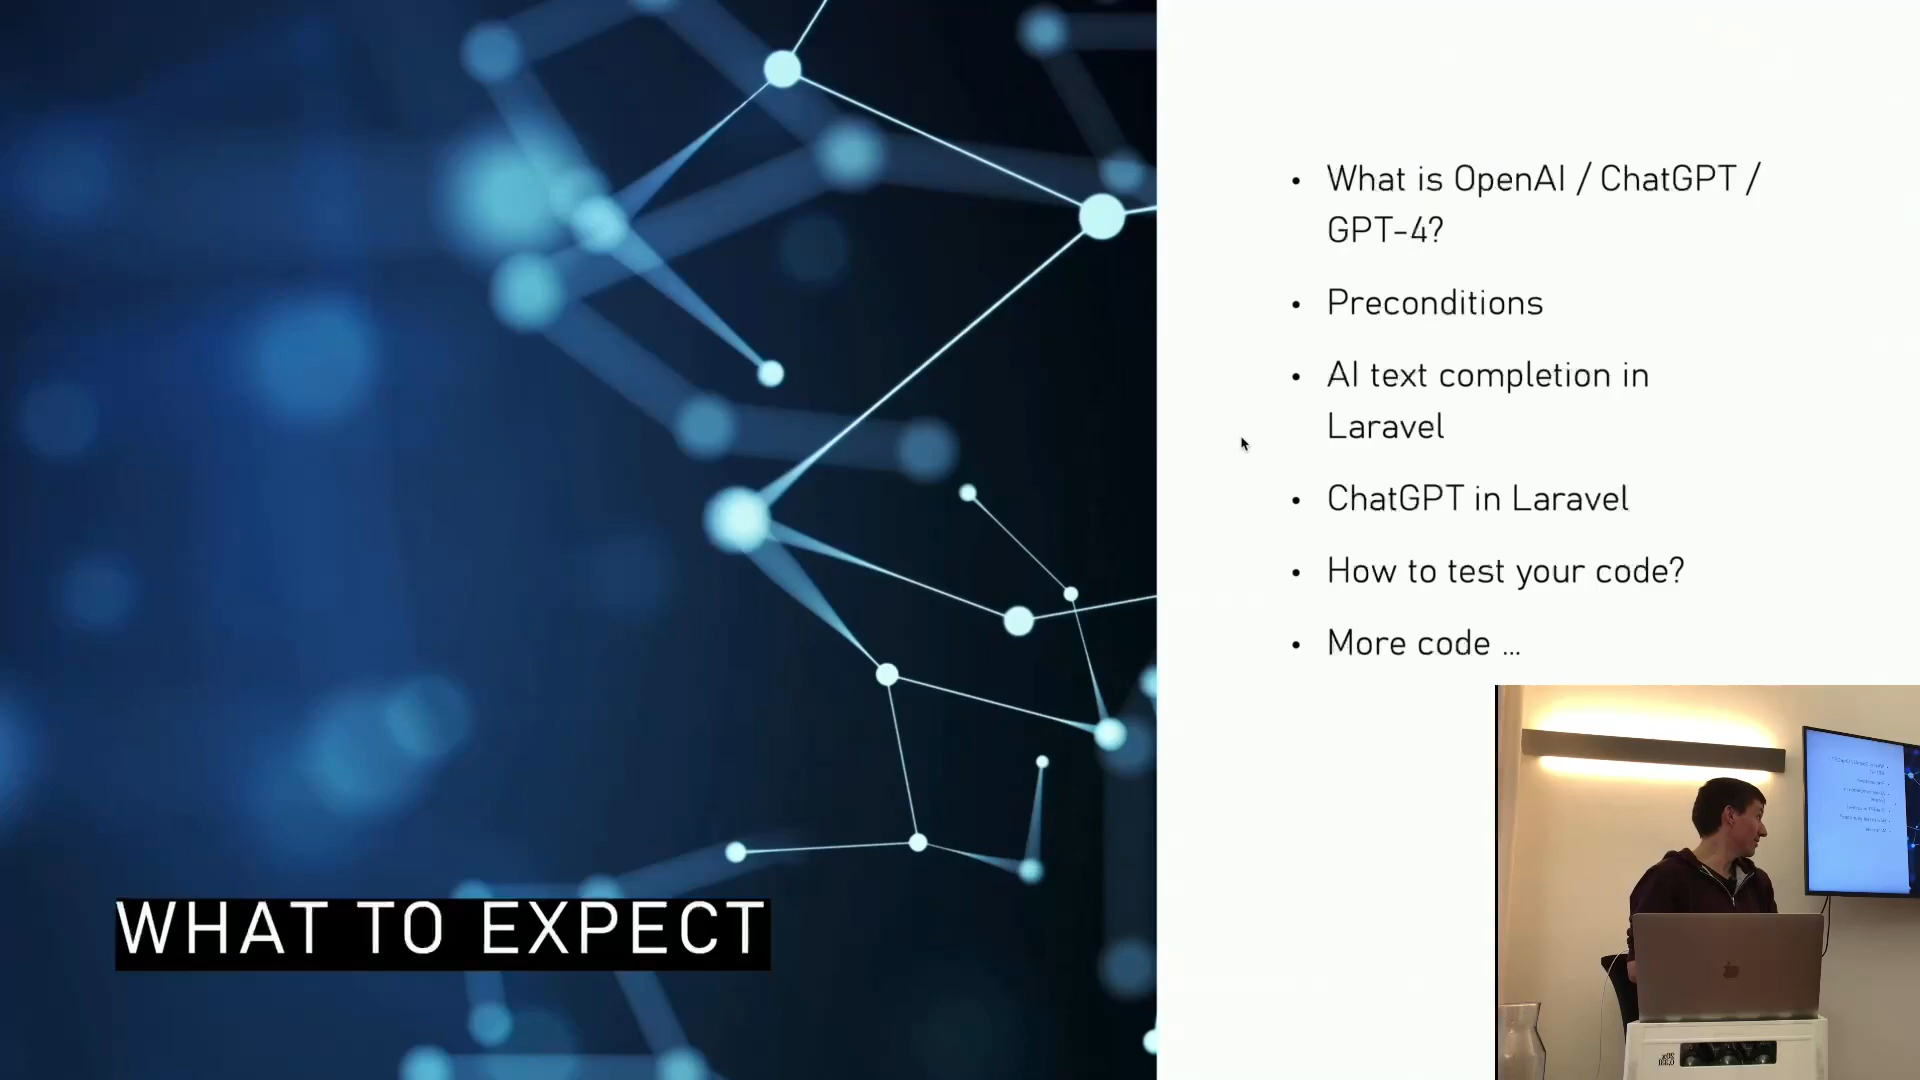 What is OpenAI / ChatGPT /
GPT-4?
Preconditions
AI text completion in
Laravel
ChatGPT in Laravel
How to test your code?
More code ...
WHAT TO EXPECT